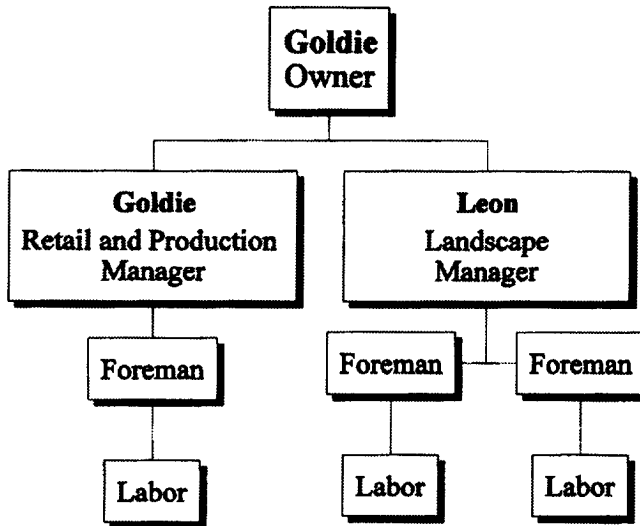 Goldie
Owner
Goldie
Retail and Production
Manager
Leon
Landscape
Manager
Foreman
Foreman
Foreman
Labor
Labor
Labor